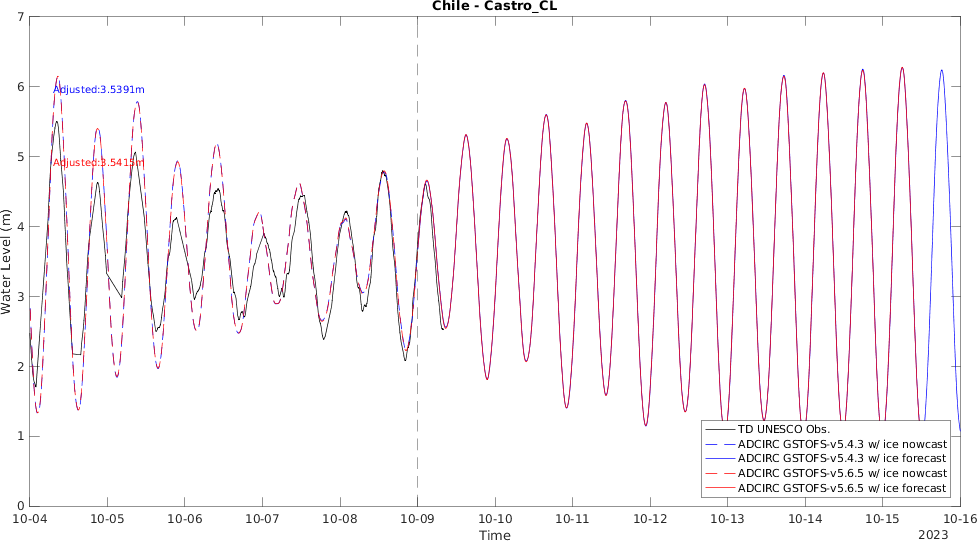 Chile - Castro_CL
7
6
5
4
3
2
1
0
Water Level (m)
Adjusted:3.5391m
Adjusted:3.5415m
TD UNESCO Obs.
ADCIRC GSTOFS-v5.4.3 w/ ice nowcast
ADCIRC GSTOFS-v5.4.3 w/ ice forecast
ADCIRC GSTOFS-v5.6.5 w/ ice nowcast
ADCIRC GSTOFS-v5.6.5 w/ ice forecast
10-04 10-05 10-06 10-07 10-08 10-09 10-10 10-11 10-12 10-13 10-14 10-15 10-16
Time
2023